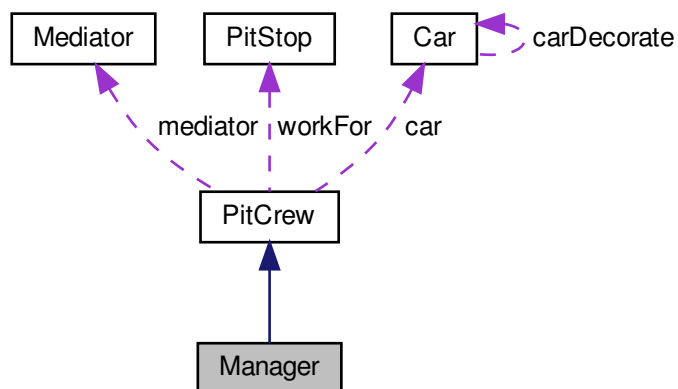 Mediator
PitStop
Car
carDecorate
mediator
workFor
car
PitCrew
Manager